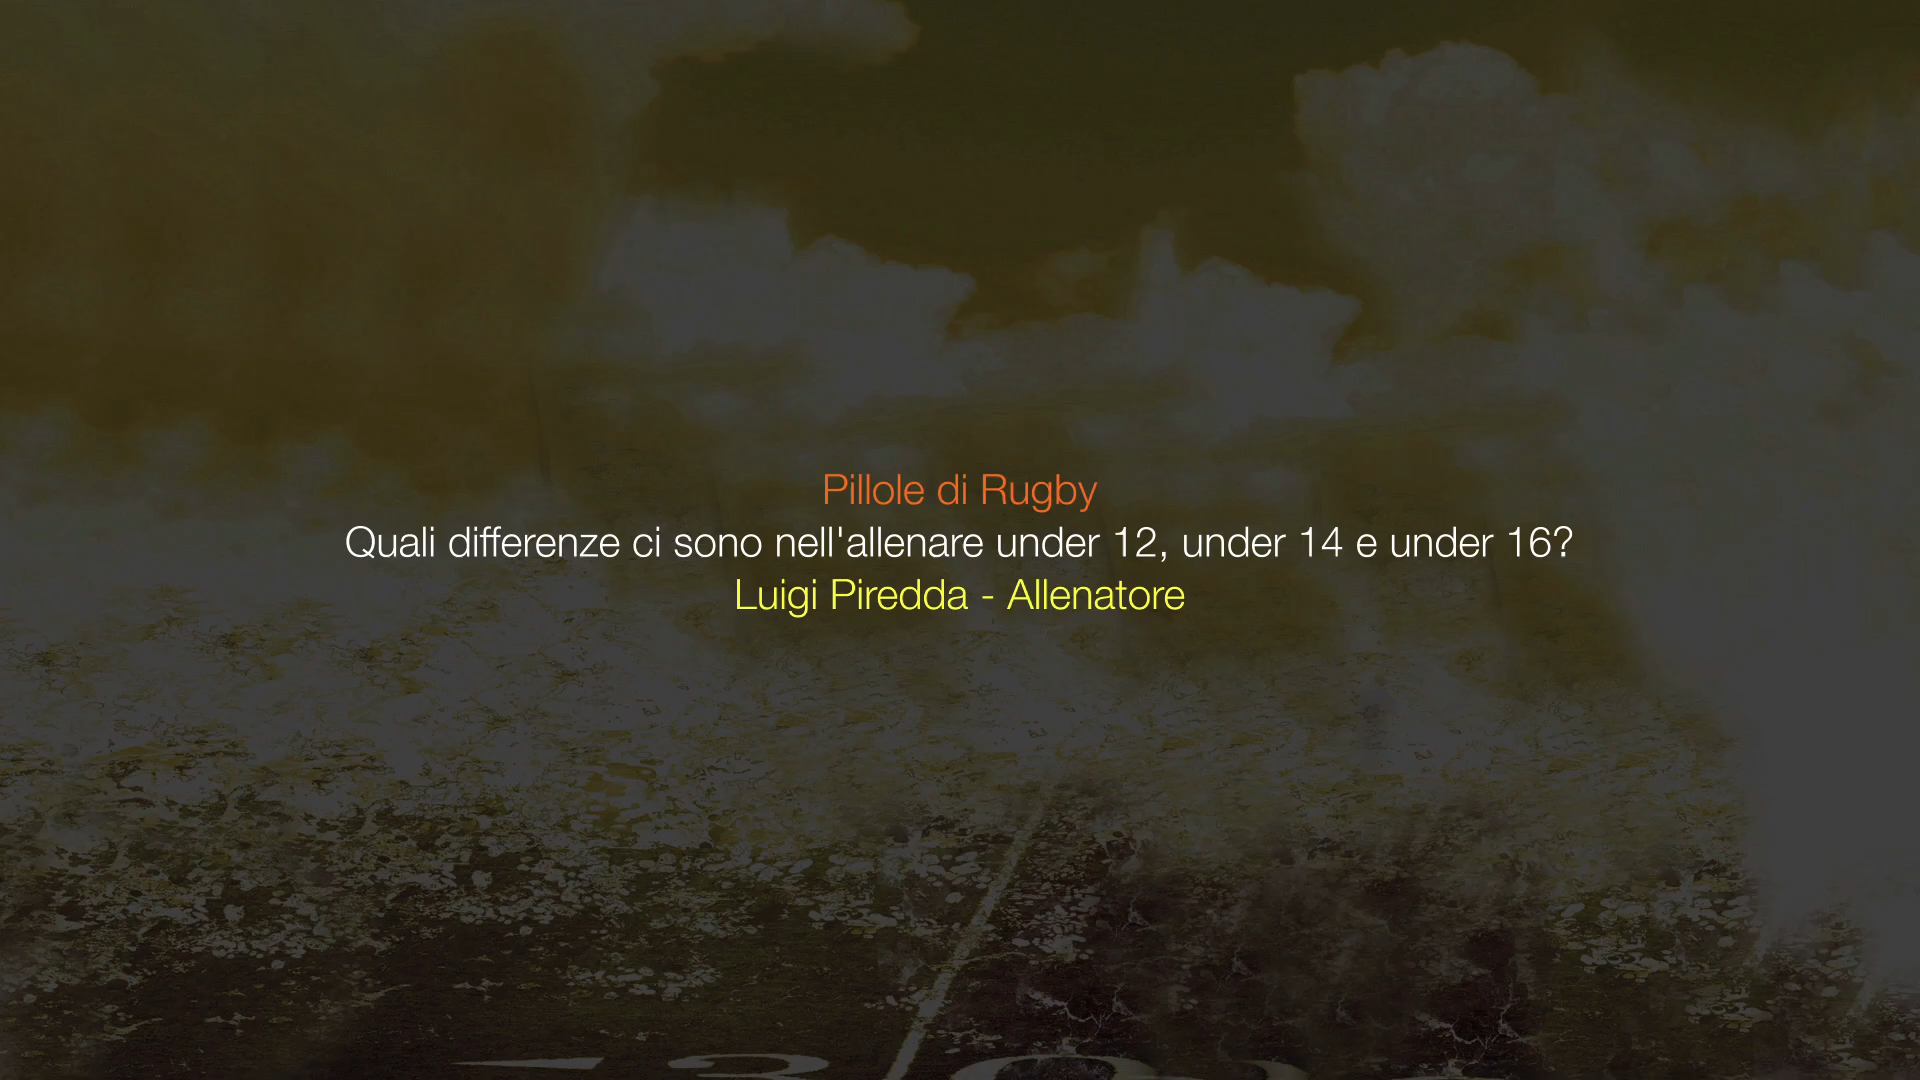 Pillole di Rugby
Quali differenze ci sono nell'allenare under 12, under 14 e under 16?
Luigi Piredda - Allenatore